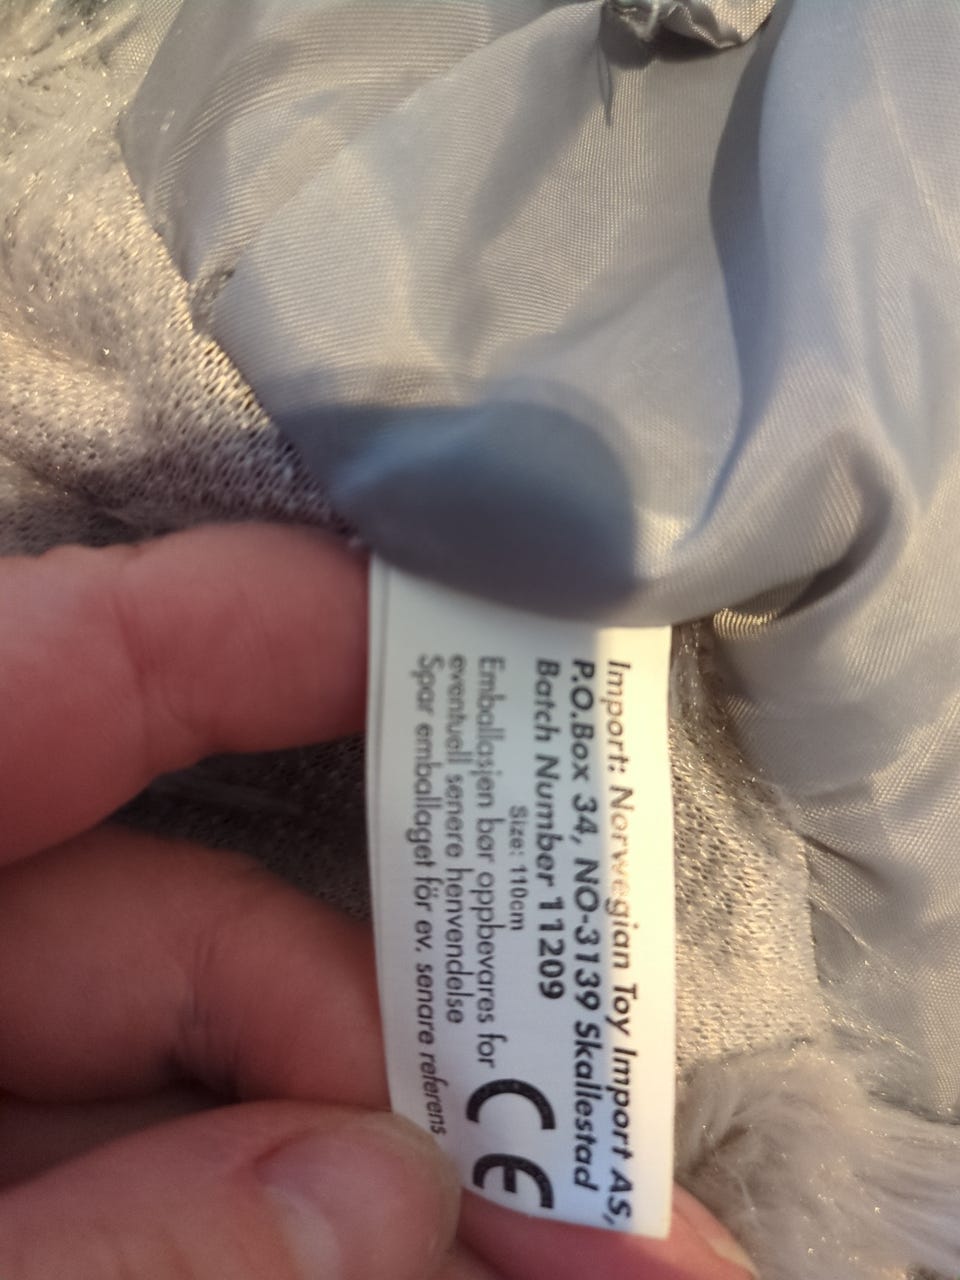 Import: Norwegian Toy Import AS,
P.O.Box 34, NO-3139 Skallestad
Batch Number 11209
Size: 110cm
Emballasjen bør oppbevares for
eventuell senere henvendelse
Spar emballaget för ev. senare referens
CE